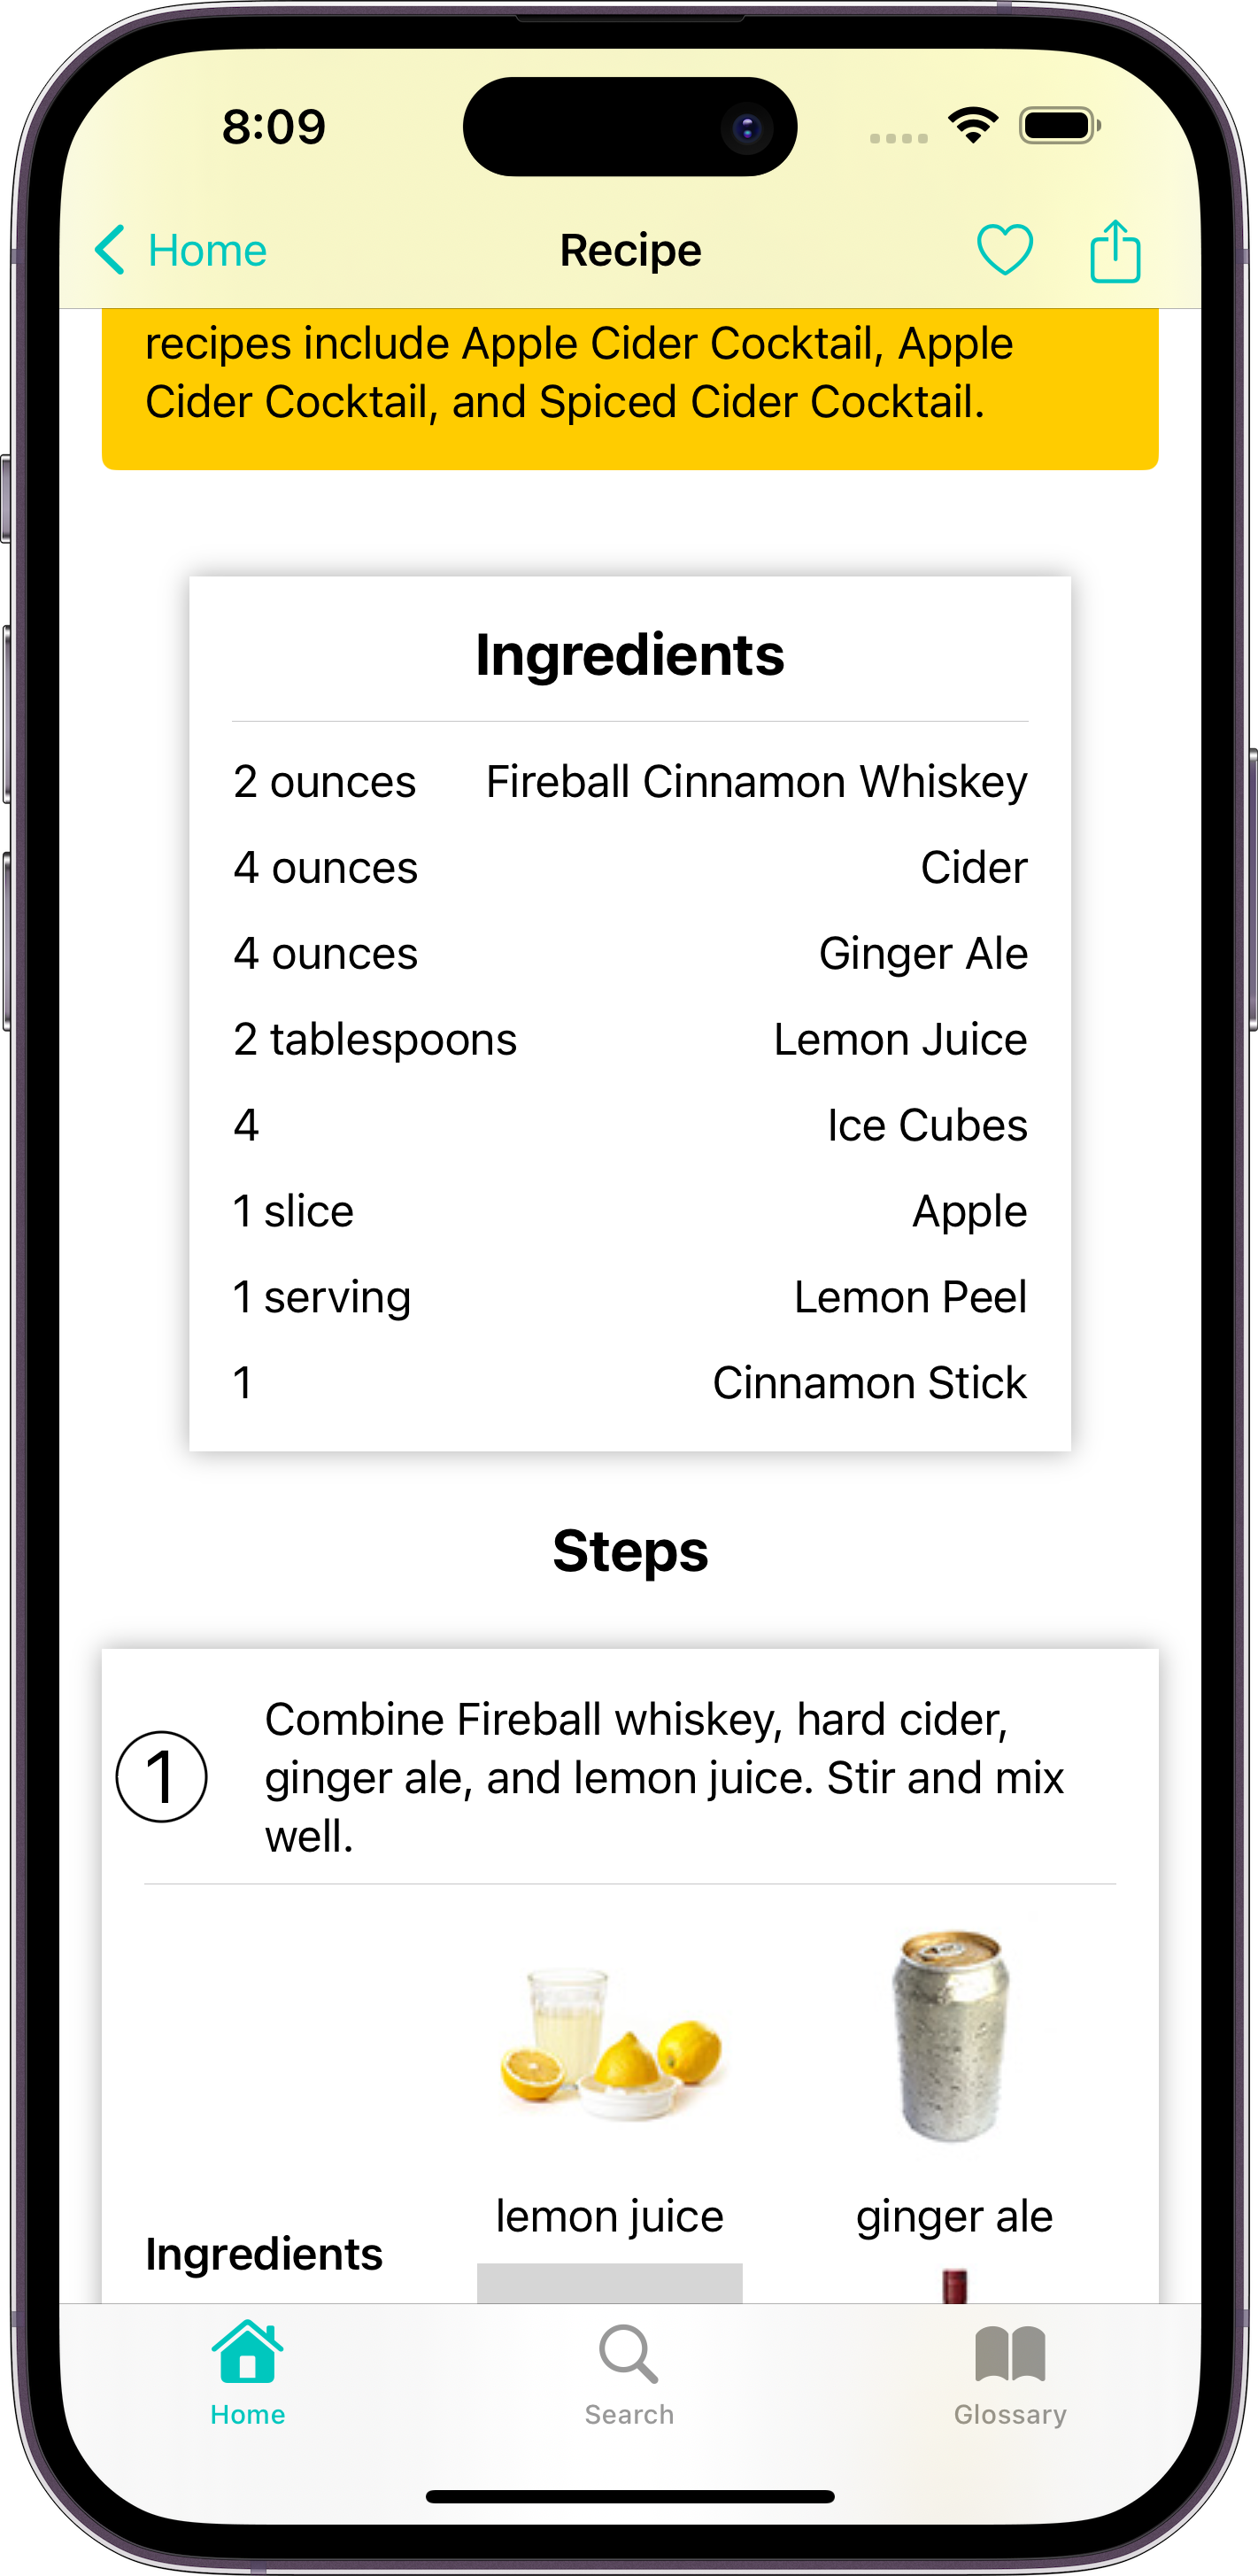 8:09
Home
Recipe
recipes include Apple Cider Cocktail, Apple
Cider Cocktail, and Spiced Cider Cocktail.
Ingredients
2 ounces Fireball Cinnamon Whiskey
4 ounces Cider
4 ounces Ginger Ale
2 tablespoons Lemon Juice
4 Ice Cubes
1 slice Apple
1 serving Lemon Peel
1 Cinnamon Stick
Steps
1
Combine Fireball whiskey, hard cider,
ginger ale, and lemon juice. Stir and mix
well.
lemon juice
ginger ale
Ingredients
Home
Search
Glossary